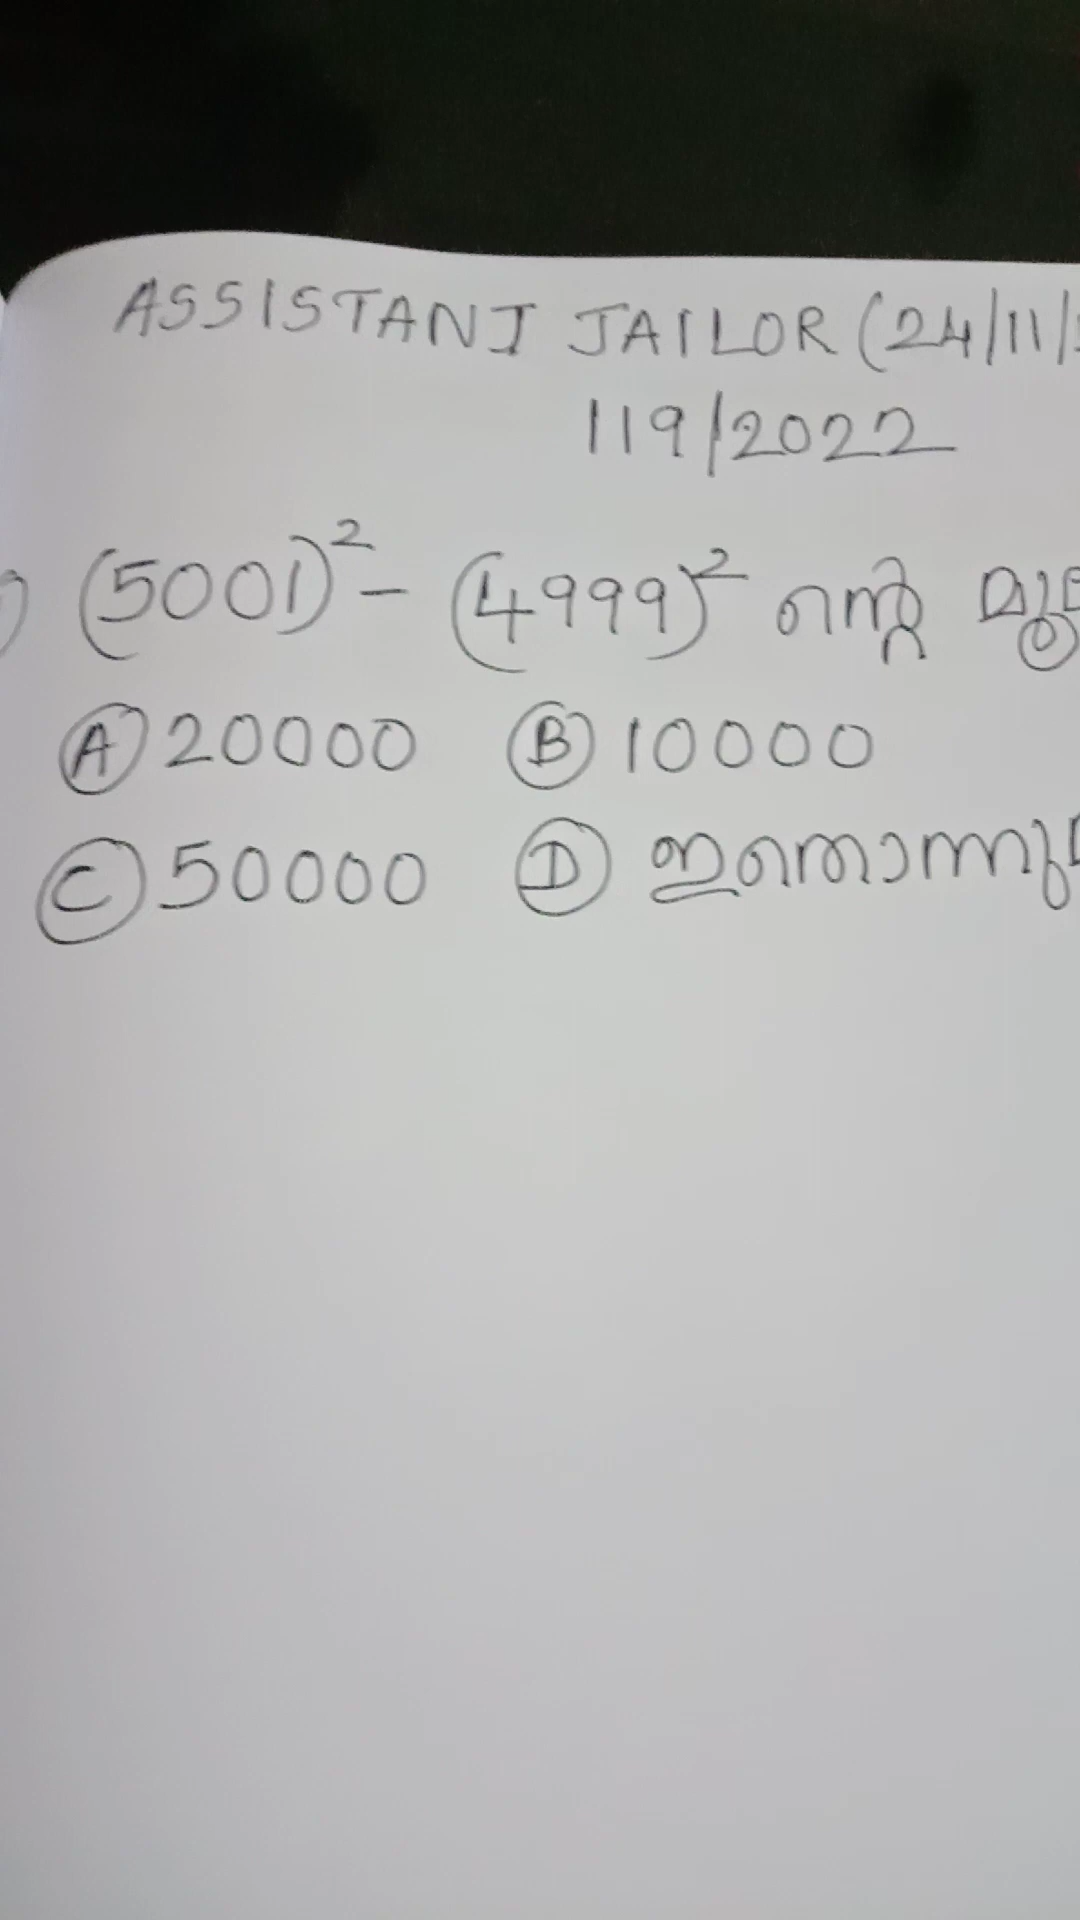 ASSISTANT JAILOR (24/11/
119/2022
(5001)² - (4999)² ന്റെ
(A) 20000 (B) 10000
(C) 50000 (D)